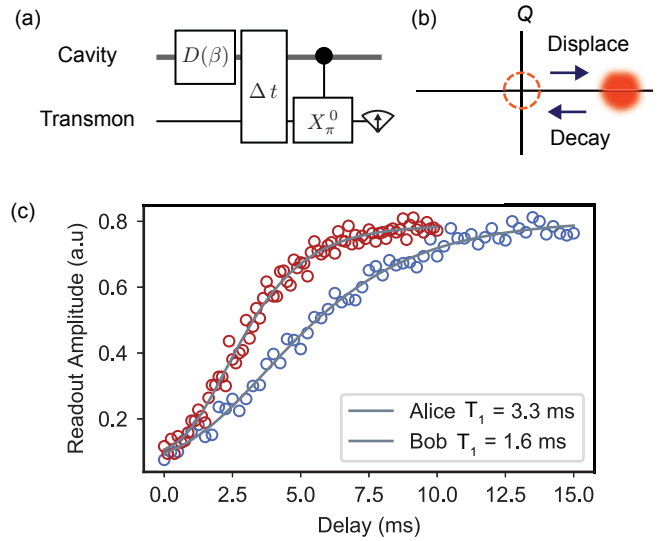 (a)
Cavity
D(β)
Δ t
Transmon
X_π^0
(b)
Q
Displace
Decay
(c)
Readout Amplitude (a.u)
0.8
0.6
0.4
0.2
Alice T₁ = 3.3 ms
Bob T₁ = 1.6 ms
0.0 2.5 5.0 7.5 10.0 12.5 15.0
Delay (ms)